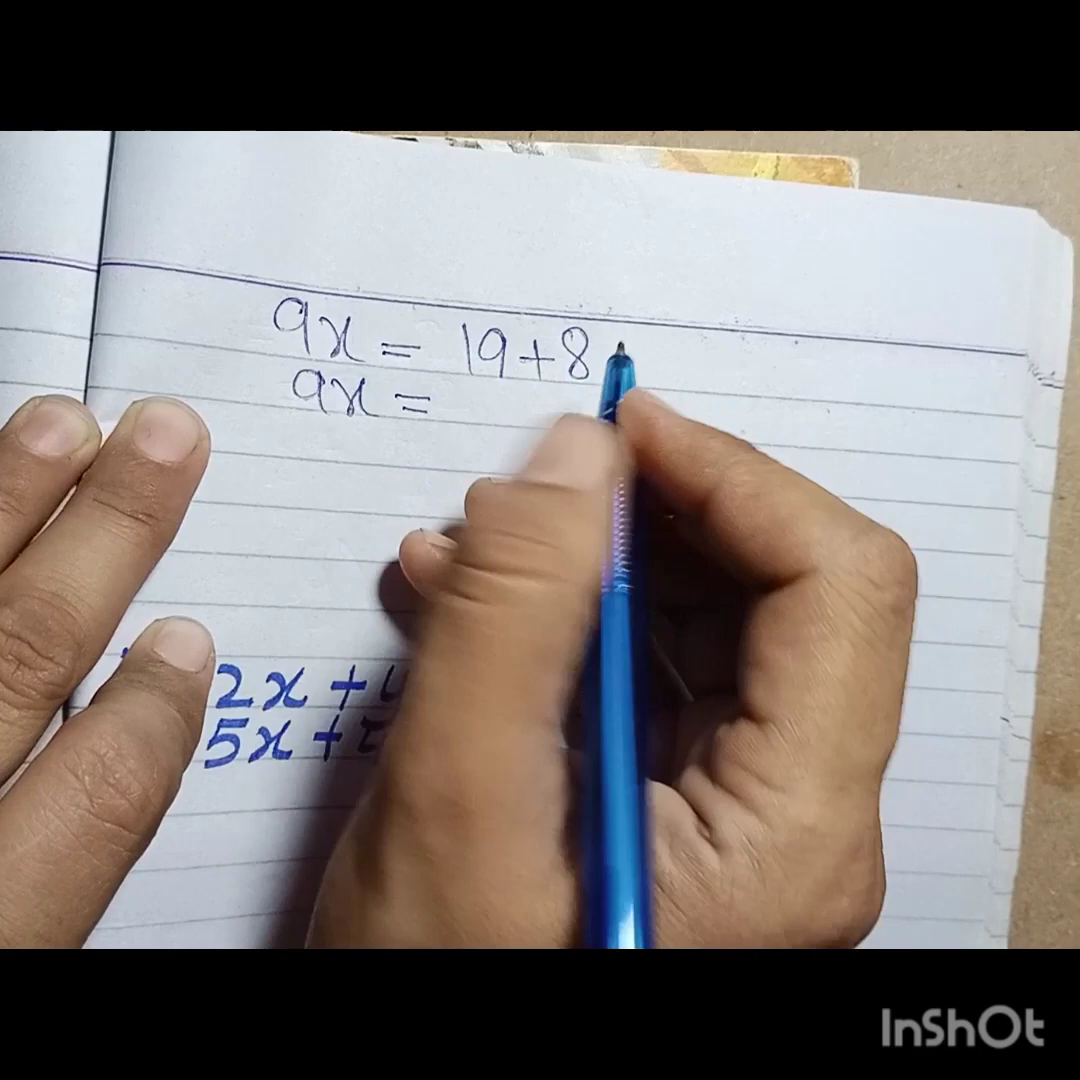 9x = 19+8
9x =
2x +
5x +
InShOt